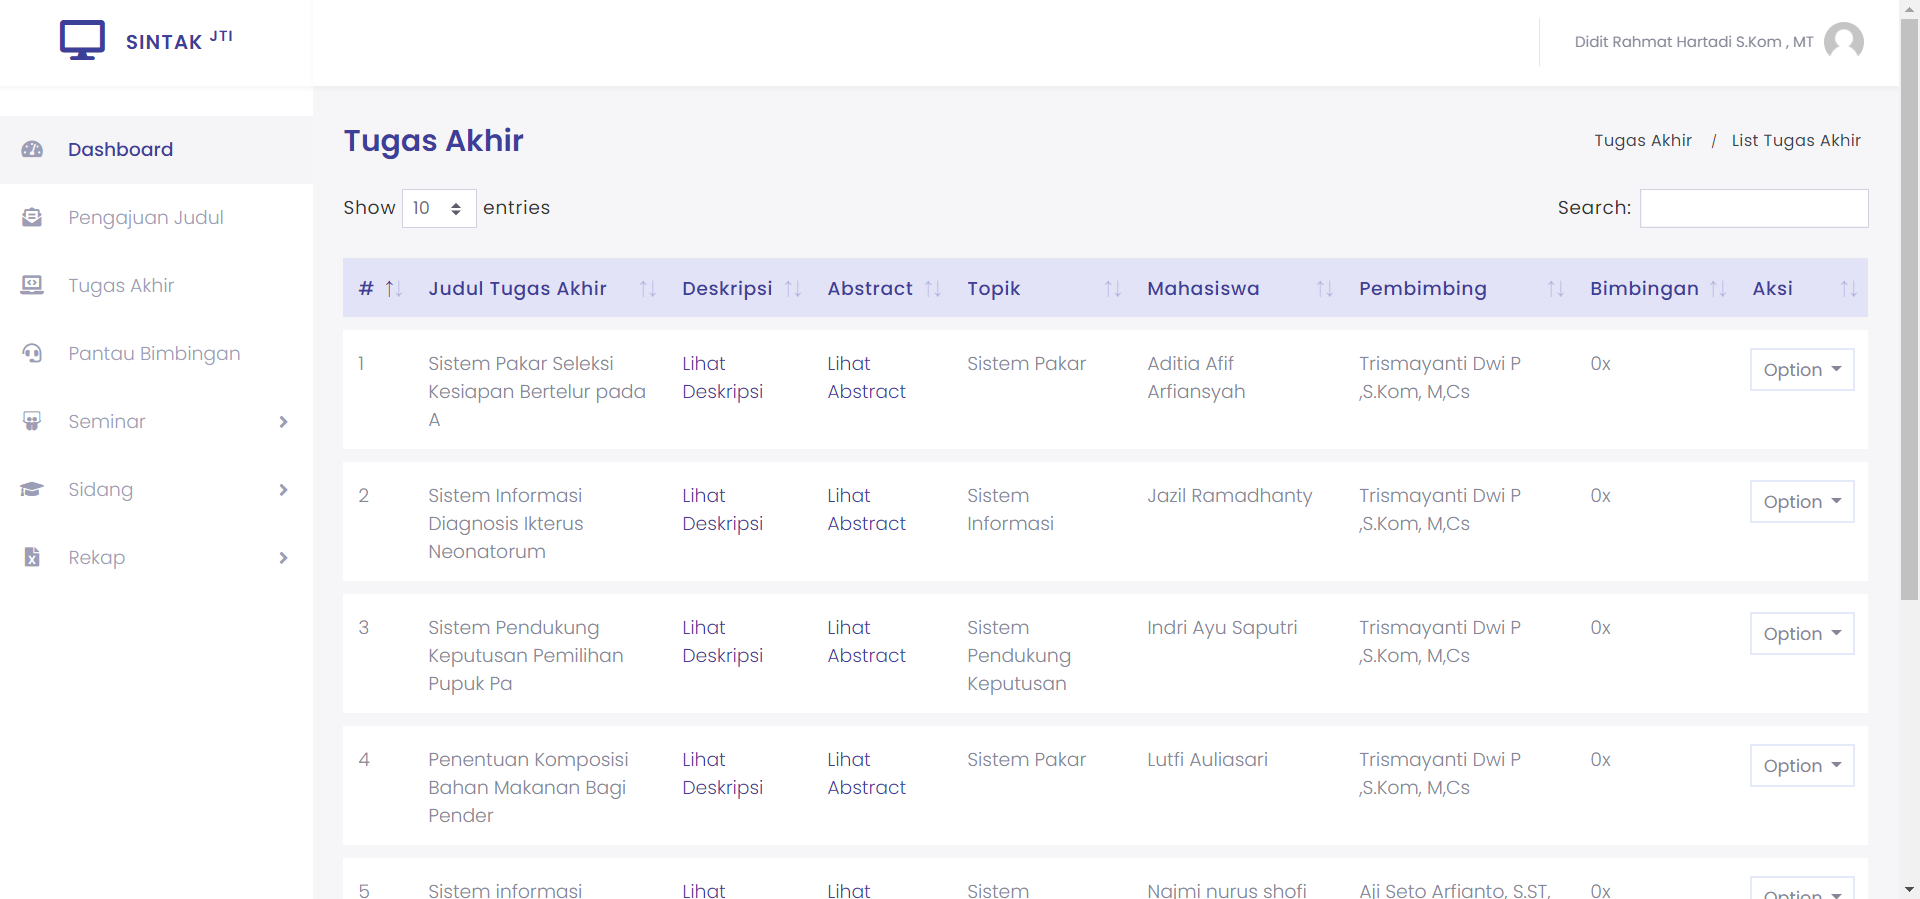 SINTAK JTI
Didit Rahmat Hartadi S.Kom , MT
Dashboard
Pengajuan Judul
Tugas Akhir
Pantau Bimbingan
Seminar
Sidang
Rekap
Tugas Akhir
Tugas Akhir / List Tugas Akhir
Show 10 entries
Search:
# Judul Tugas Akhir Deskripsi Abstract Topik Mahasiswa Pembimbing Bimbingan Aksi
1 Sistem Pakar Seleksi Lihat Lihat Sistem Pakar Aditia Afif Trismayanti Dwi P 0x Option
Kesiapan Bertelur pada Deskripsi Abstract Arfiansyah ,S.Kom, M,Cs
A
2 Sistem Informasi Lihat Lihat Sistem Jazil Ramadhanty Trismayanti Dwi P 0x Option
Diagnosis Ikterus Deskripsi Abstract Informasi ,S.Kom, M,Cs
Neonatorum
3 Sistem Pendukung Lihat Lihat Sistem Indri Ayu Saputri Trismayanti Dwi P 0x Option
Keputusan Pemilihan Deskripsi Abstract Pendukung ,S.Kom, M,Cs
Pupuk Pa Keputusan
4 Penentuan Komposisi Lihat Lihat Sistem Pakar Lutfi Auliasari Trismayanti Dwi P 0x Option
Bahan Makanan Bagi Deskripsi Abstract ,S.Kom, M,Cs
Pender
5 Sistem informasi Lihat Lihat Sistem Najmi nurus shofi Aji Seto Arfianto, S.ST, 0x Option